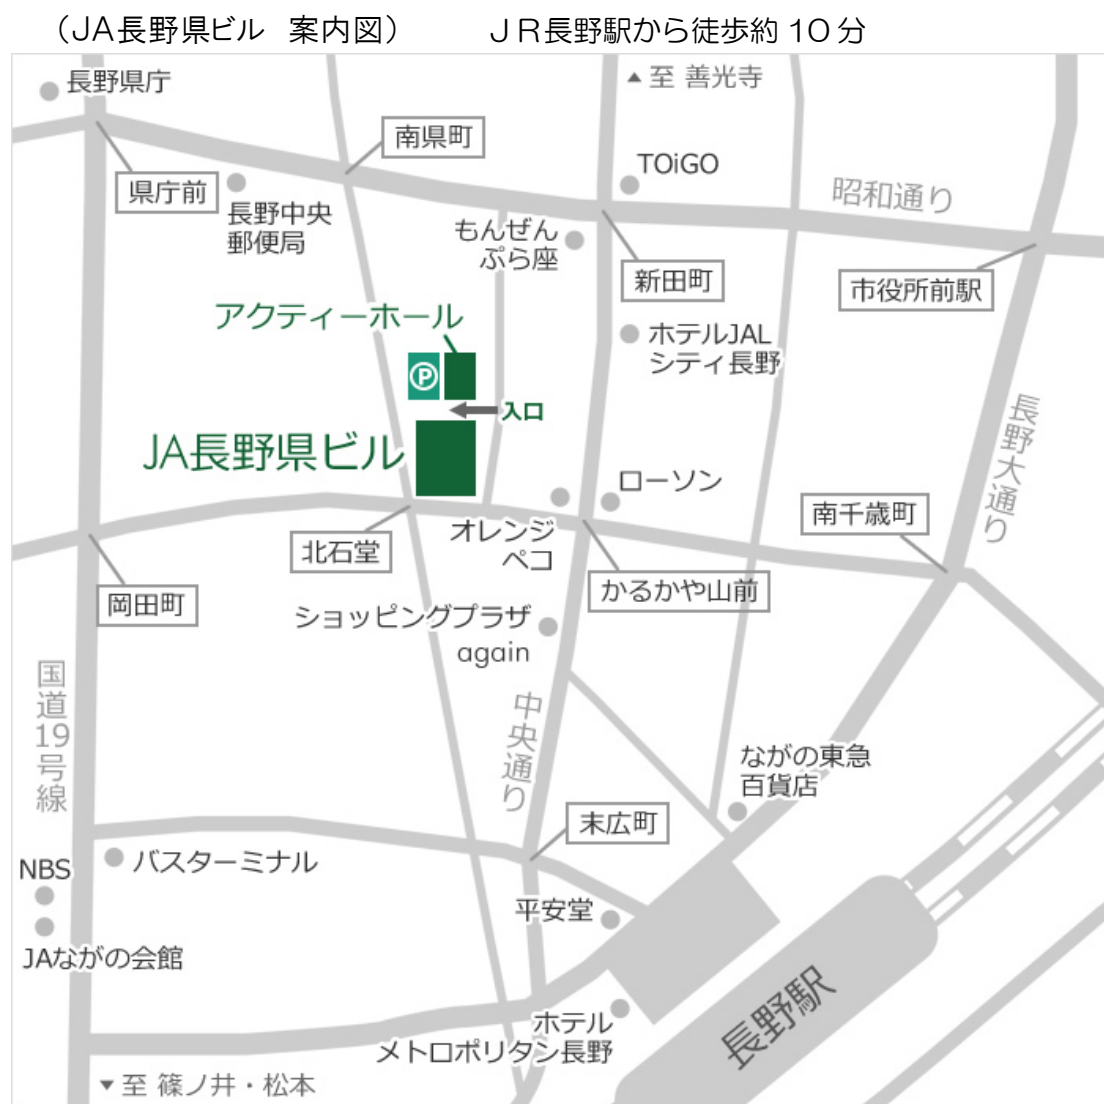 （JA長野県ビル　案内図）　　　ＪＲ長野駅から徒歩約 10 分
長野県庁
▲ 至 善光寺
南県町
TOiGO
県庁前
昭和通り
長野中央
郵便局
もんぜん
ぷら座
新田町
市役所前駅
アクティーホール
ホテルJAL
シティ長野
P
入口
長野大通り
JA長野県ビル
ローソン
南千歳町
オレンジ
ペコ
北石堂
かるかや山前
岡田町
ショッピングプラザ
again
国道19号線
中央通り
ながの東急
百貨店
末広町
バスターミナル
NBS
平安堂
JAながの会館
長野駅
ホテル
メトロポリタン長野
▼ 至 篠ノ井・松本